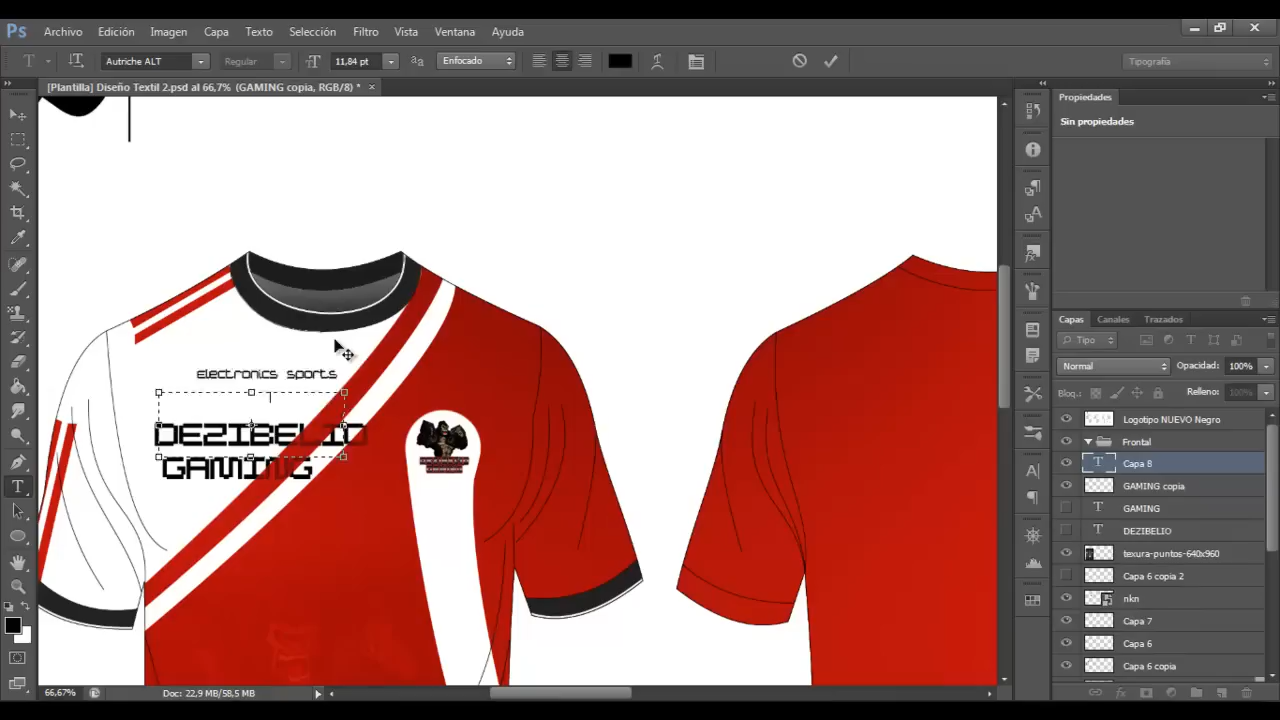 Ps Archivo Edición Imagen Capa Texto Selección Filtro Vista Ventana Ayuda
T Autriche ALT Regular 11,84 pt aa Enfocado Tipografía
[Plantilla] Diseño Textil 2.psd al 66,7% (GAMING copia, RGB/8) *
Propiedades
Sin propiedades
electronics sports
DEZIBELIO
GAMING
Capas Canales Trazados
Tipo
Normal Opacidad: 100%
Bloq.: Relleno: 100%
Logotipo NUEVO Negro
Frontal
T Capa 8
GAMING copia
T GAMING
T DEZIBELIO
texura-puntos-640x960
Capa 6 copia 2
nkn
Capa 7
Capa 6
Capa 6 copia
66,67% Doc: 22,9 MB/58,5 MB